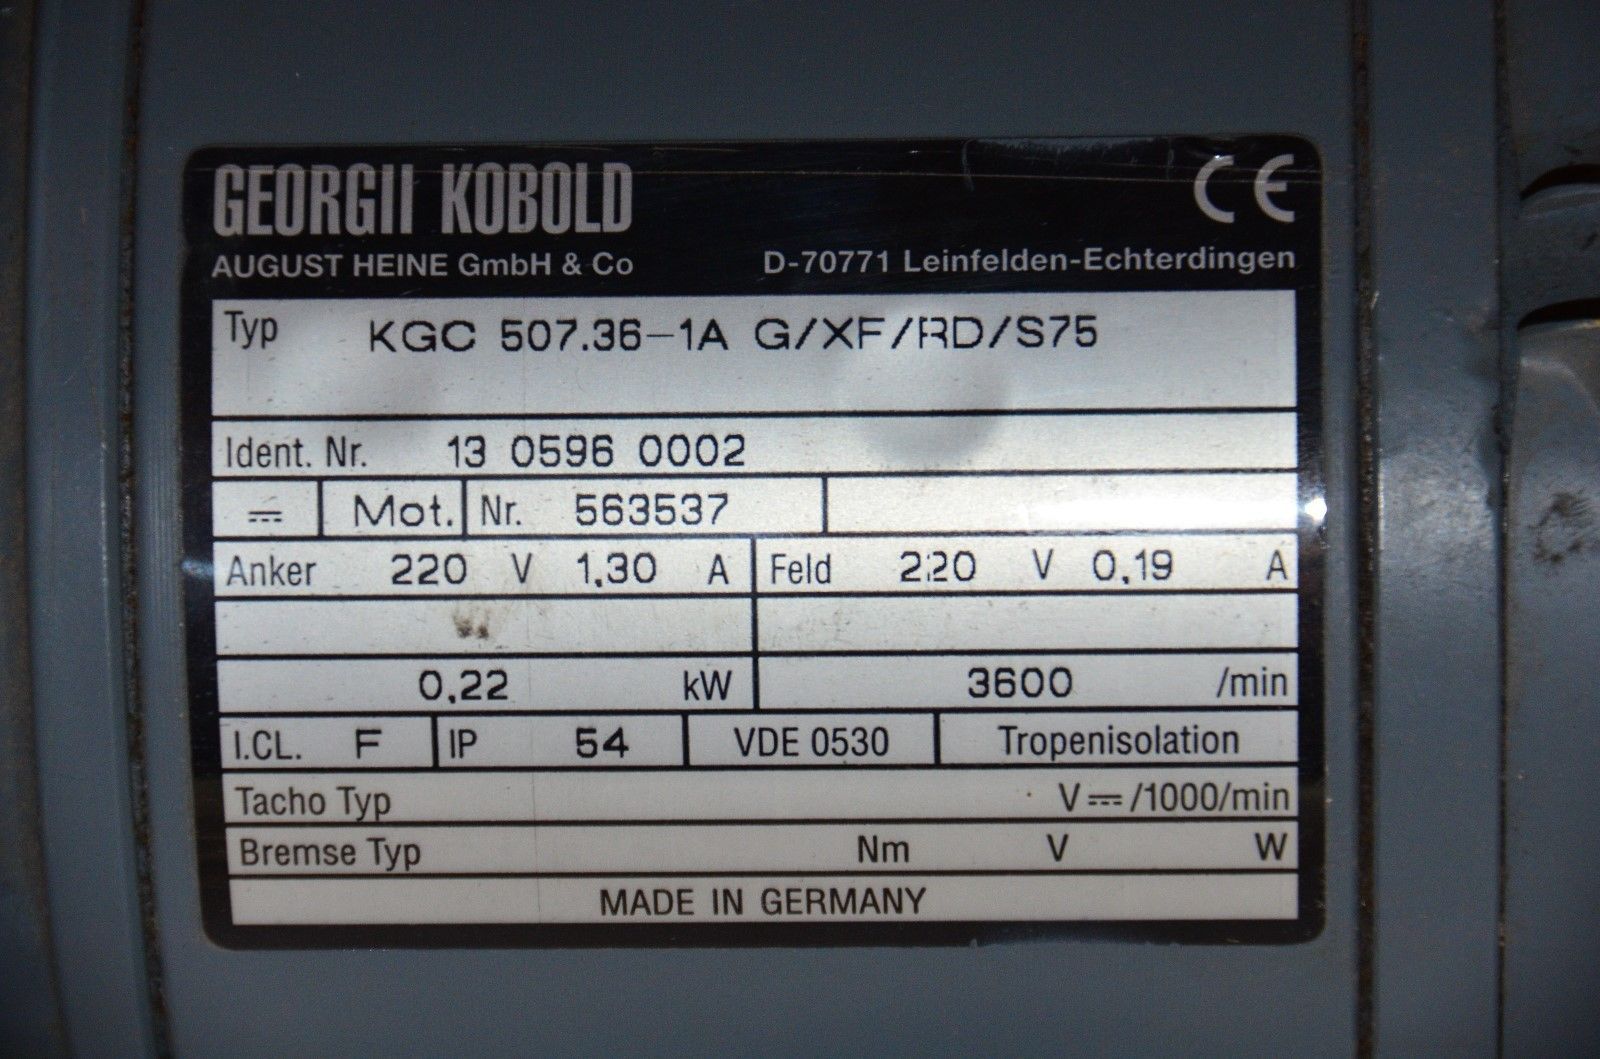 GEORGII KOBOLD CE
AUGUST HEINE GmbH & Co D-70771 Leinfelden-Echterdingen
Typ KGC 507.36-1A G/XF/RD/S75
Ident. Nr. 13 0596 0002
⎓ Mot. Nr. 563537
Anker 220 V 1,30 A Feld 220 V 0,19 A
0,22 kW 3600 /min
I.CL. F IP 54 VDE 0530 Tropenisolation
Tacho Typ V⎓/1000/min
Bremse Typ Nm V W
MADE IN GERMANY